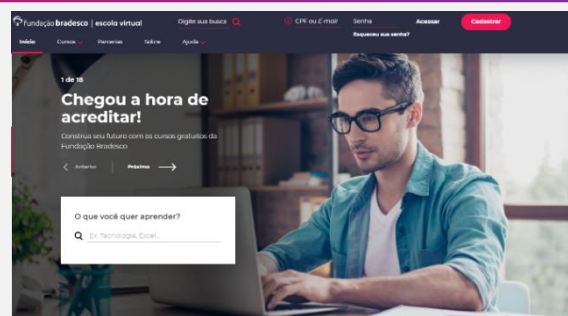 fundação bradesco | escola virtual
Digite sua busca
CPF ou E-mail
Senha
Acessar
Cadastrar
Esqueceu sua senha?
Início
Cursos
Parcerias
Sobre
Ajuda
1 de 18
Chegou a hora de
acreditar!
Construa seu futuro com os cursos gratuitos da
Fundação Bradesco
Anterior
Próxima
O que você quer aprender?
Ex: Tecnologia, Excel...